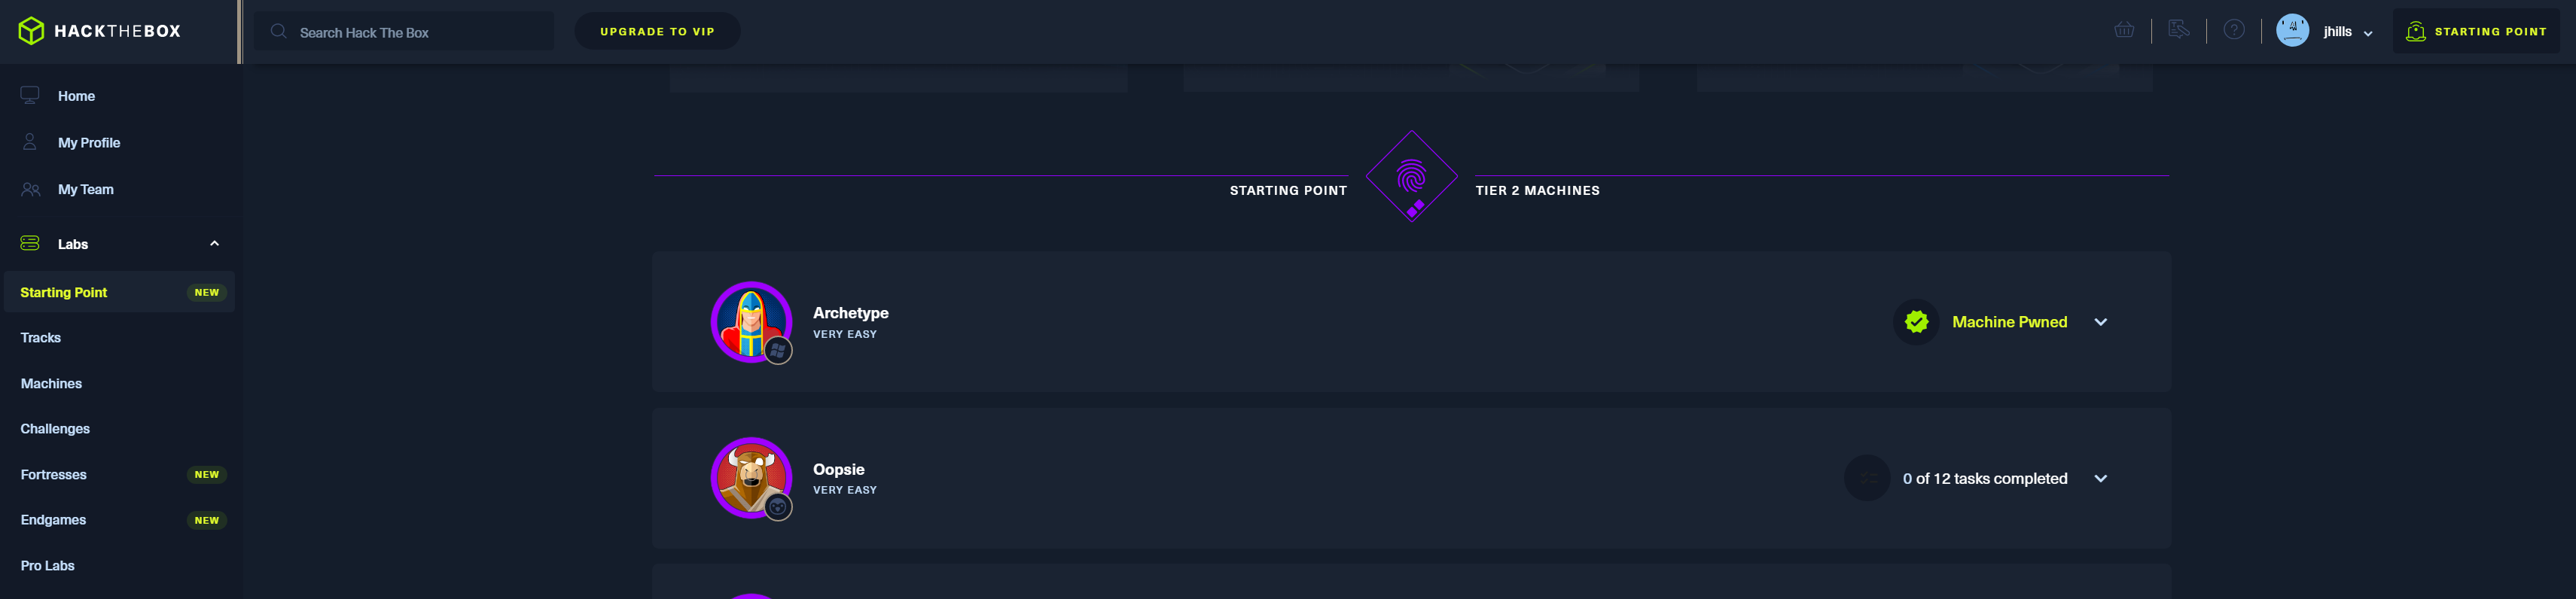 HACKTHEBOX
Search Hack The Box
UPGRADE TO VIP
jhills
STARTING POINT
Home
My Profile
My Team
Labs
Starting Point NEW
Tracks
Machines
Challenges
Fortresses NEW
Endgames NEW
Pro Labs
STARTING POINT
TIER 2 MACHINES
Archetype
VERY EASY
Machine Pwned
Oopsie
VERY EASY
0 of 12 tasks completed